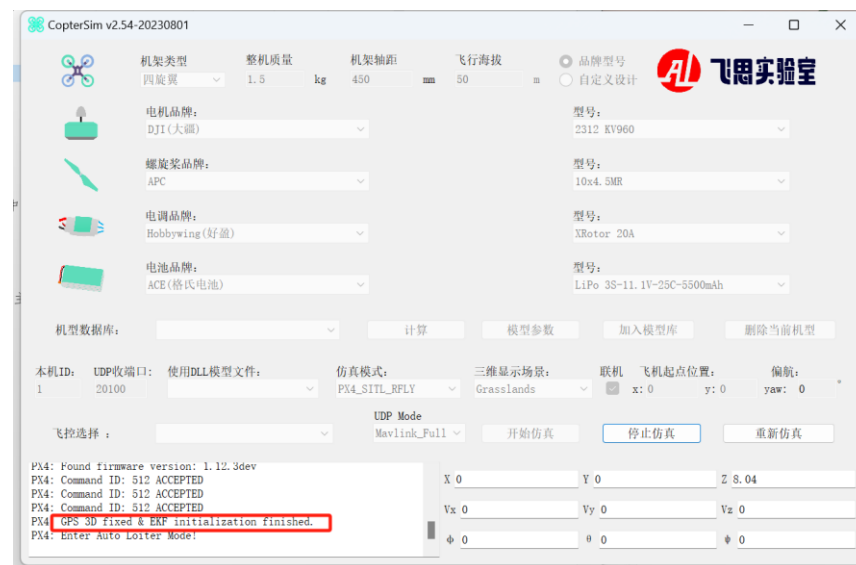 CopterSim v2.54-20230801
机架类型 整机质量 机架轴距 飞行海拔 品牌型号
四旋翼 1.5 kg 450 mm 50 m 自定义设计
飞思实验室
电机品牌: 型号:
DJI(大疆) 2312 KV960
螺旋桨品牌: 型号:
APC 10x4.5MR
电调品牌: 型号:
Hobbywing(好盈) XRotor 20A
电池品牌: 型号:
ACE(格氏电池) LiPo 3S-11.1V-25C-5500mAh
机型数据库: 计算 模型参数 加入模型库 删除当前机型
本机ID: UDP收端口: 使用DLL模型文件: 仿真模式: 三维显示场景: 联机 飞机起点位置: 偏航:
1 20100 PX4_SITL_RFLY Grasslands x: 0 y: 0 yaw: 0 °
UDP Mode
飞控选择: Mavlink_Full 开始仿真 停止仿真 重新仿真
PX4: Found firmware version: 1.12.3dev
PX4: Command ID: 512 ACCEPTED
PX4: Command ID: 512 ACCEPTED
PX4: Command ID: 512 ACCEPTED
PX4: GPS 3D fixed & EKF initialization finished.
PX4: Enter Auto Loiter Mode!
X 0 Y 0 Z 8.04
Vx 0 Vy 0 Vz 0
ϕ 0 θ 0 ψ 0